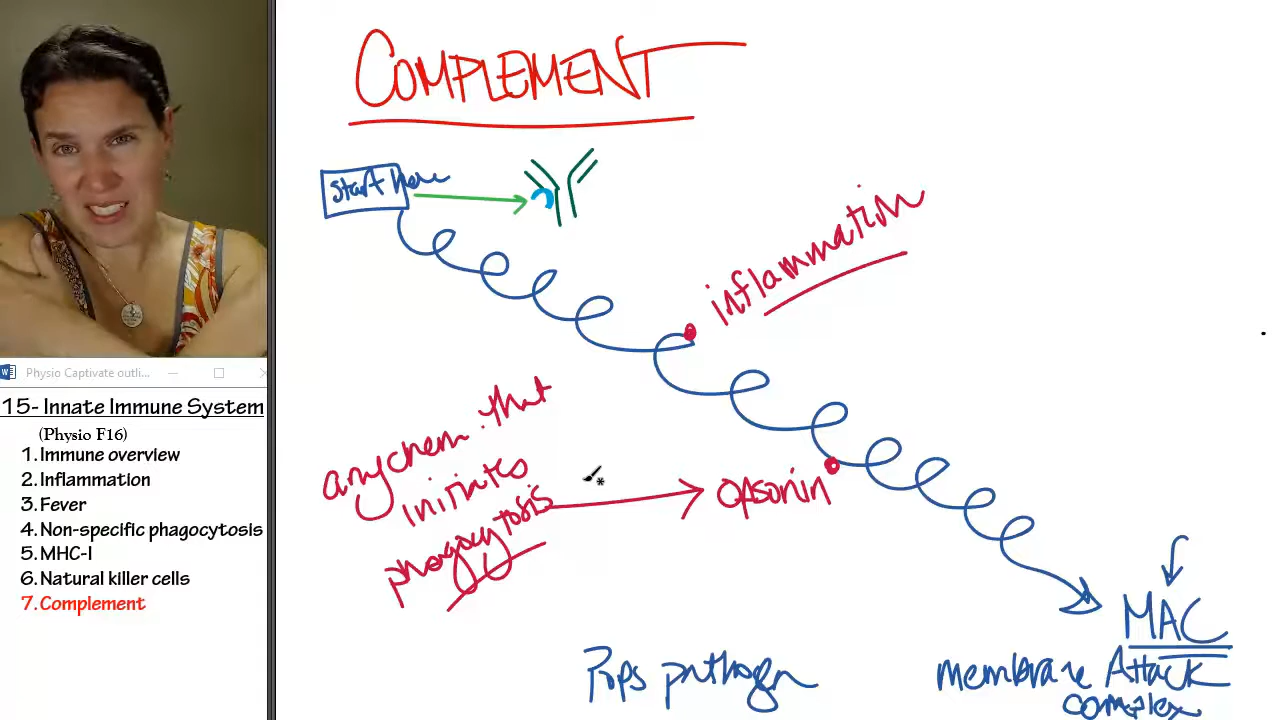 COMPLEMENT
start here
inflammation
any chem. that
initiates
phagocytosis
opsonin
MAC
membrane Attack
complex
Pops pathogen
Physio Captivate outli...
15- Innate Immune System
(Physio F16)
1. Immune overview
2. Inflammation
3. Fever
4. Non-specific phagocytosis
5. MHC-I
6. Natural killer cells
7. Complement